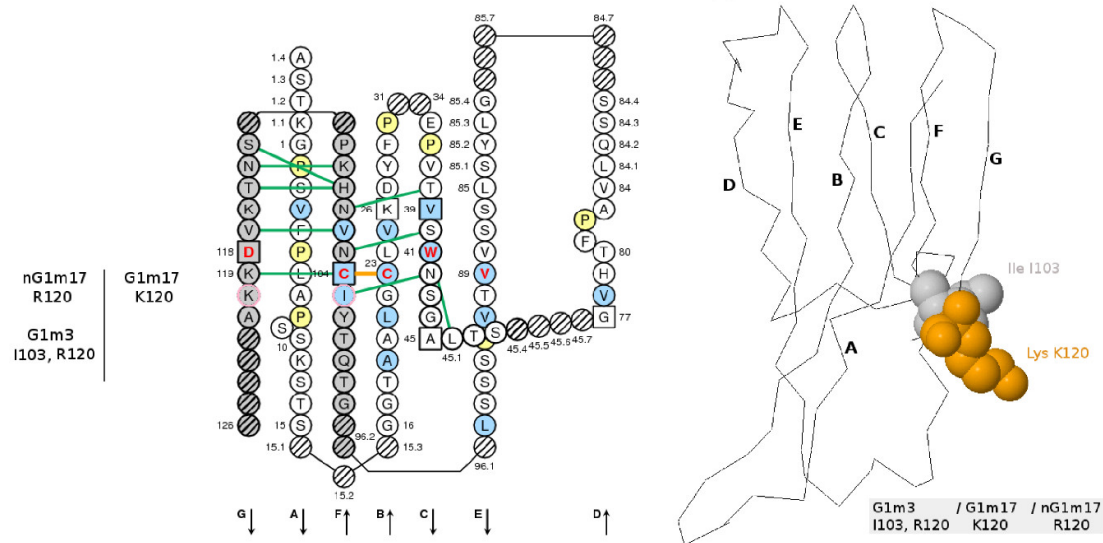 85.7 84.7
1.4 A
1.3 S
1.2 T 31 34 85.4 G S 84.4
1.1 K P E 85.3 L S 84.3
S 1 G P F P 85.2 Y Q 84.2
N P K Y V 85.1 S L 84.1
T S H D T 85 L V 84
K V N 26 K 39 V S A
P
V F V V S S
F
118 D P N L 41 W V T 80
119 K L 104 C 23 C N 89 V H
K A I G S T V
A P Y L G V G 77
S
10
S T A 45 A L T S
45.1 45.4 45.5 45.6 45.7
K Q A S
S T T S
T G G S
126 15 S G 16 L
15.1 96.2 15.3 96.1
15.2
G A F B C E D
nG1m17
R120
G1m17
K120
G1m3
I103, R120
E
C
F
D
B
G
A
Ile I103
Lys K120
G1m3 / G1m17 / nG1m17
I103, R120 K120 R120